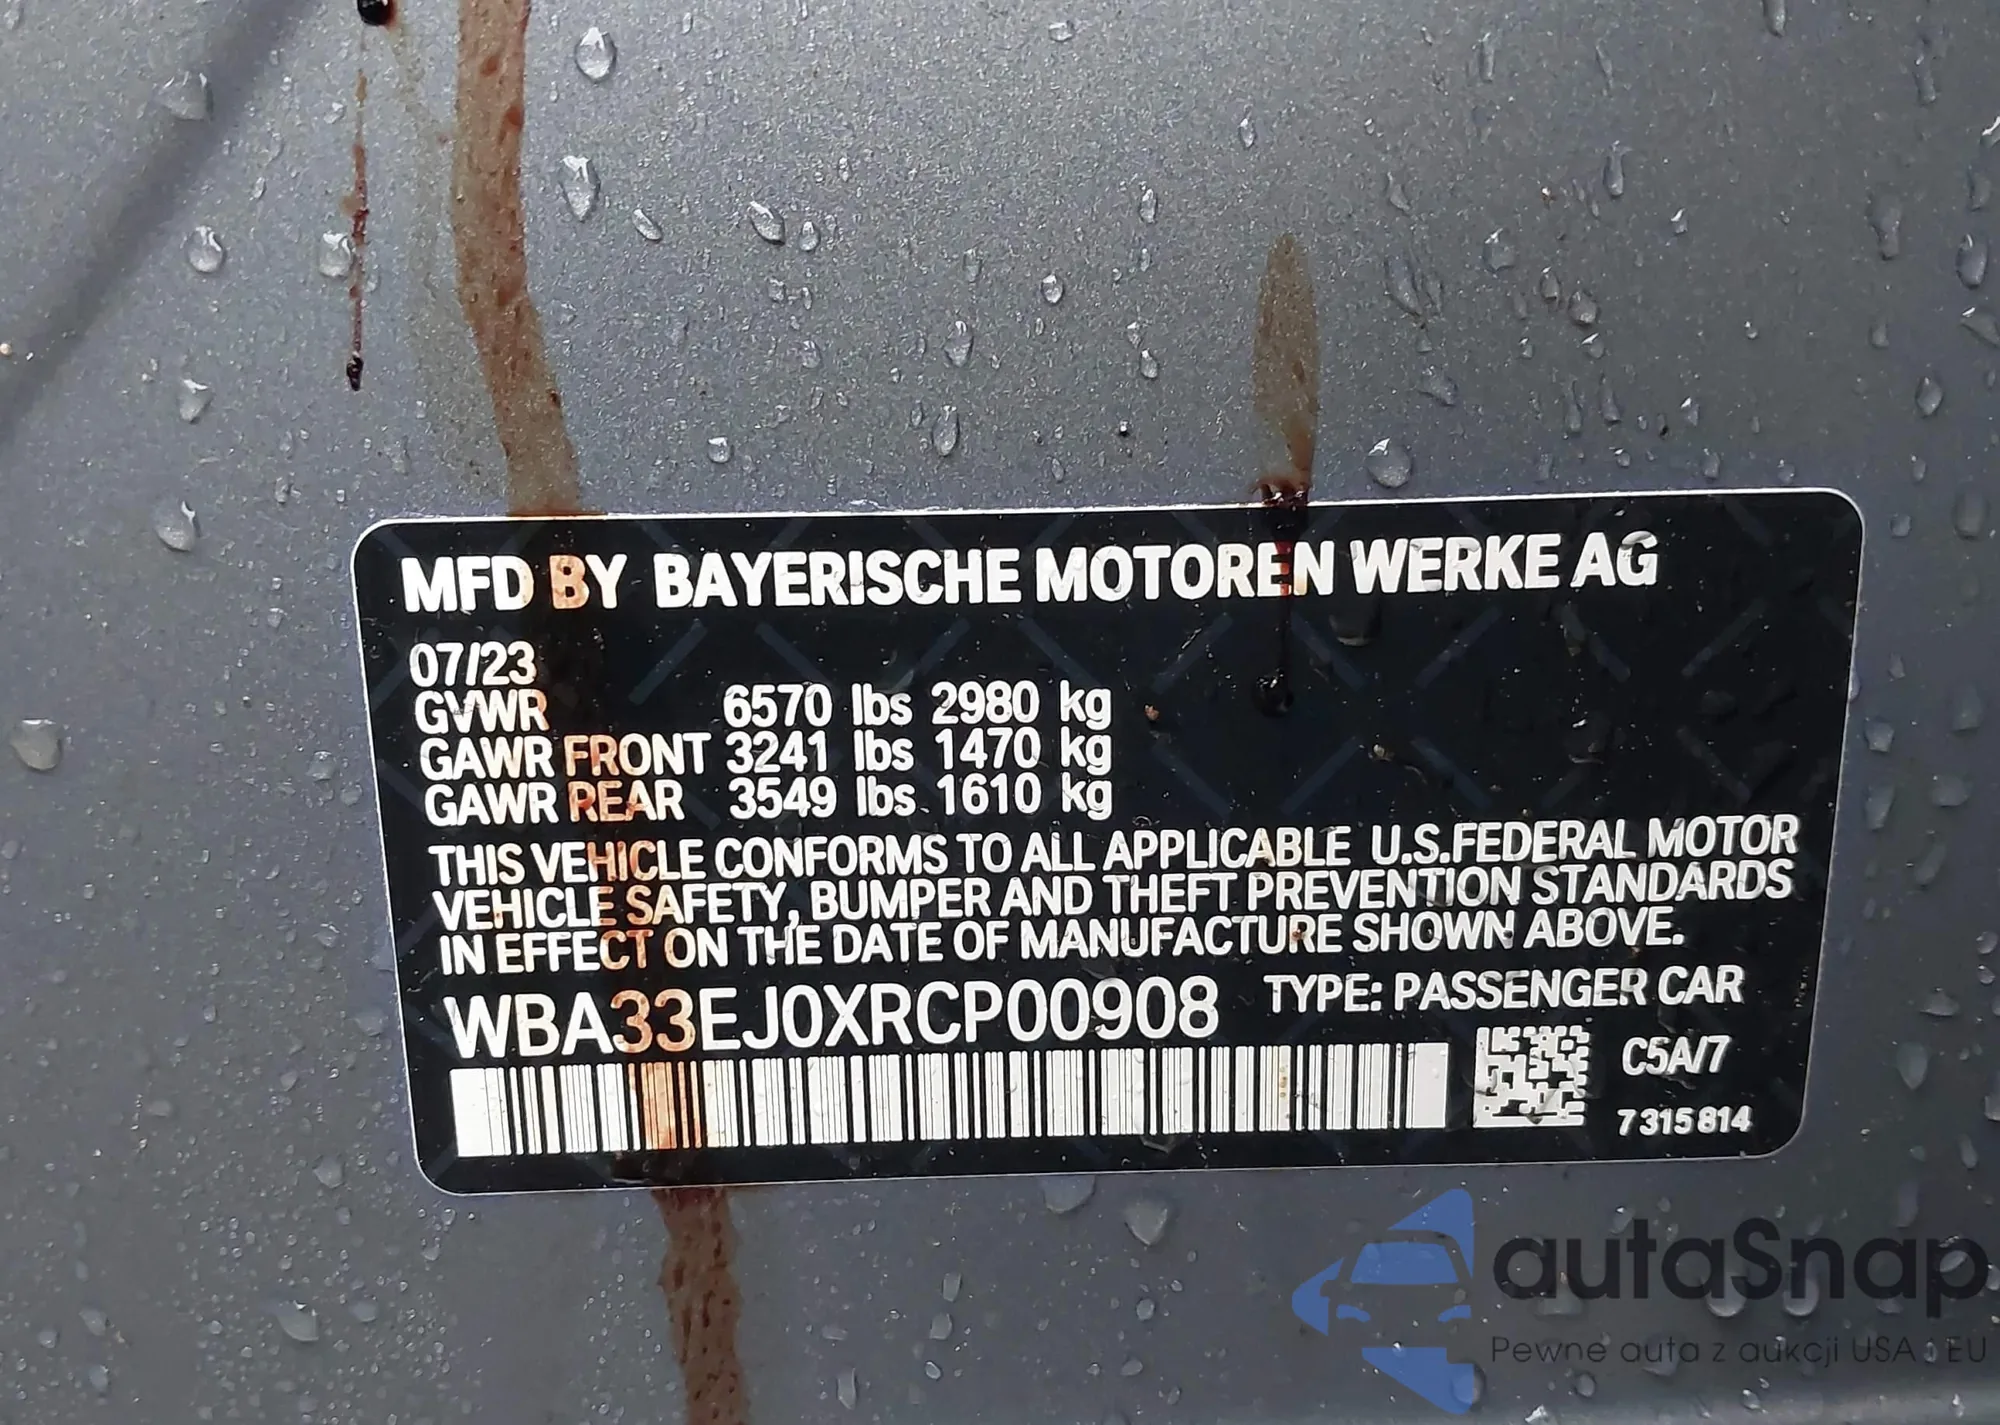 MFD BY BAYERISCHE MOTOREN WERKE AG
07/23
GVWR 6570 lbs 2980 kg
GAWR FRONT 3241 lbs 1470 kg
GAWR REAR 3549 lbs 1610 kg
THIS VEHICLE CONFORMS TO ALL APPLICABLE U.S.FEDERAL MOTOR
VEHICLE SAFETY, BUMPER AND THEFT PREVENTION STANDARDS
IN EFFECT ON THE DATE OF MANUFACTURE SHOWN ABOVE.
WBA33EJ0XRCP00908 TYPE: PASSENGER CAR
C5A/7
7 315 814
autaSnap
Pewne auta z aukcji USA i EU